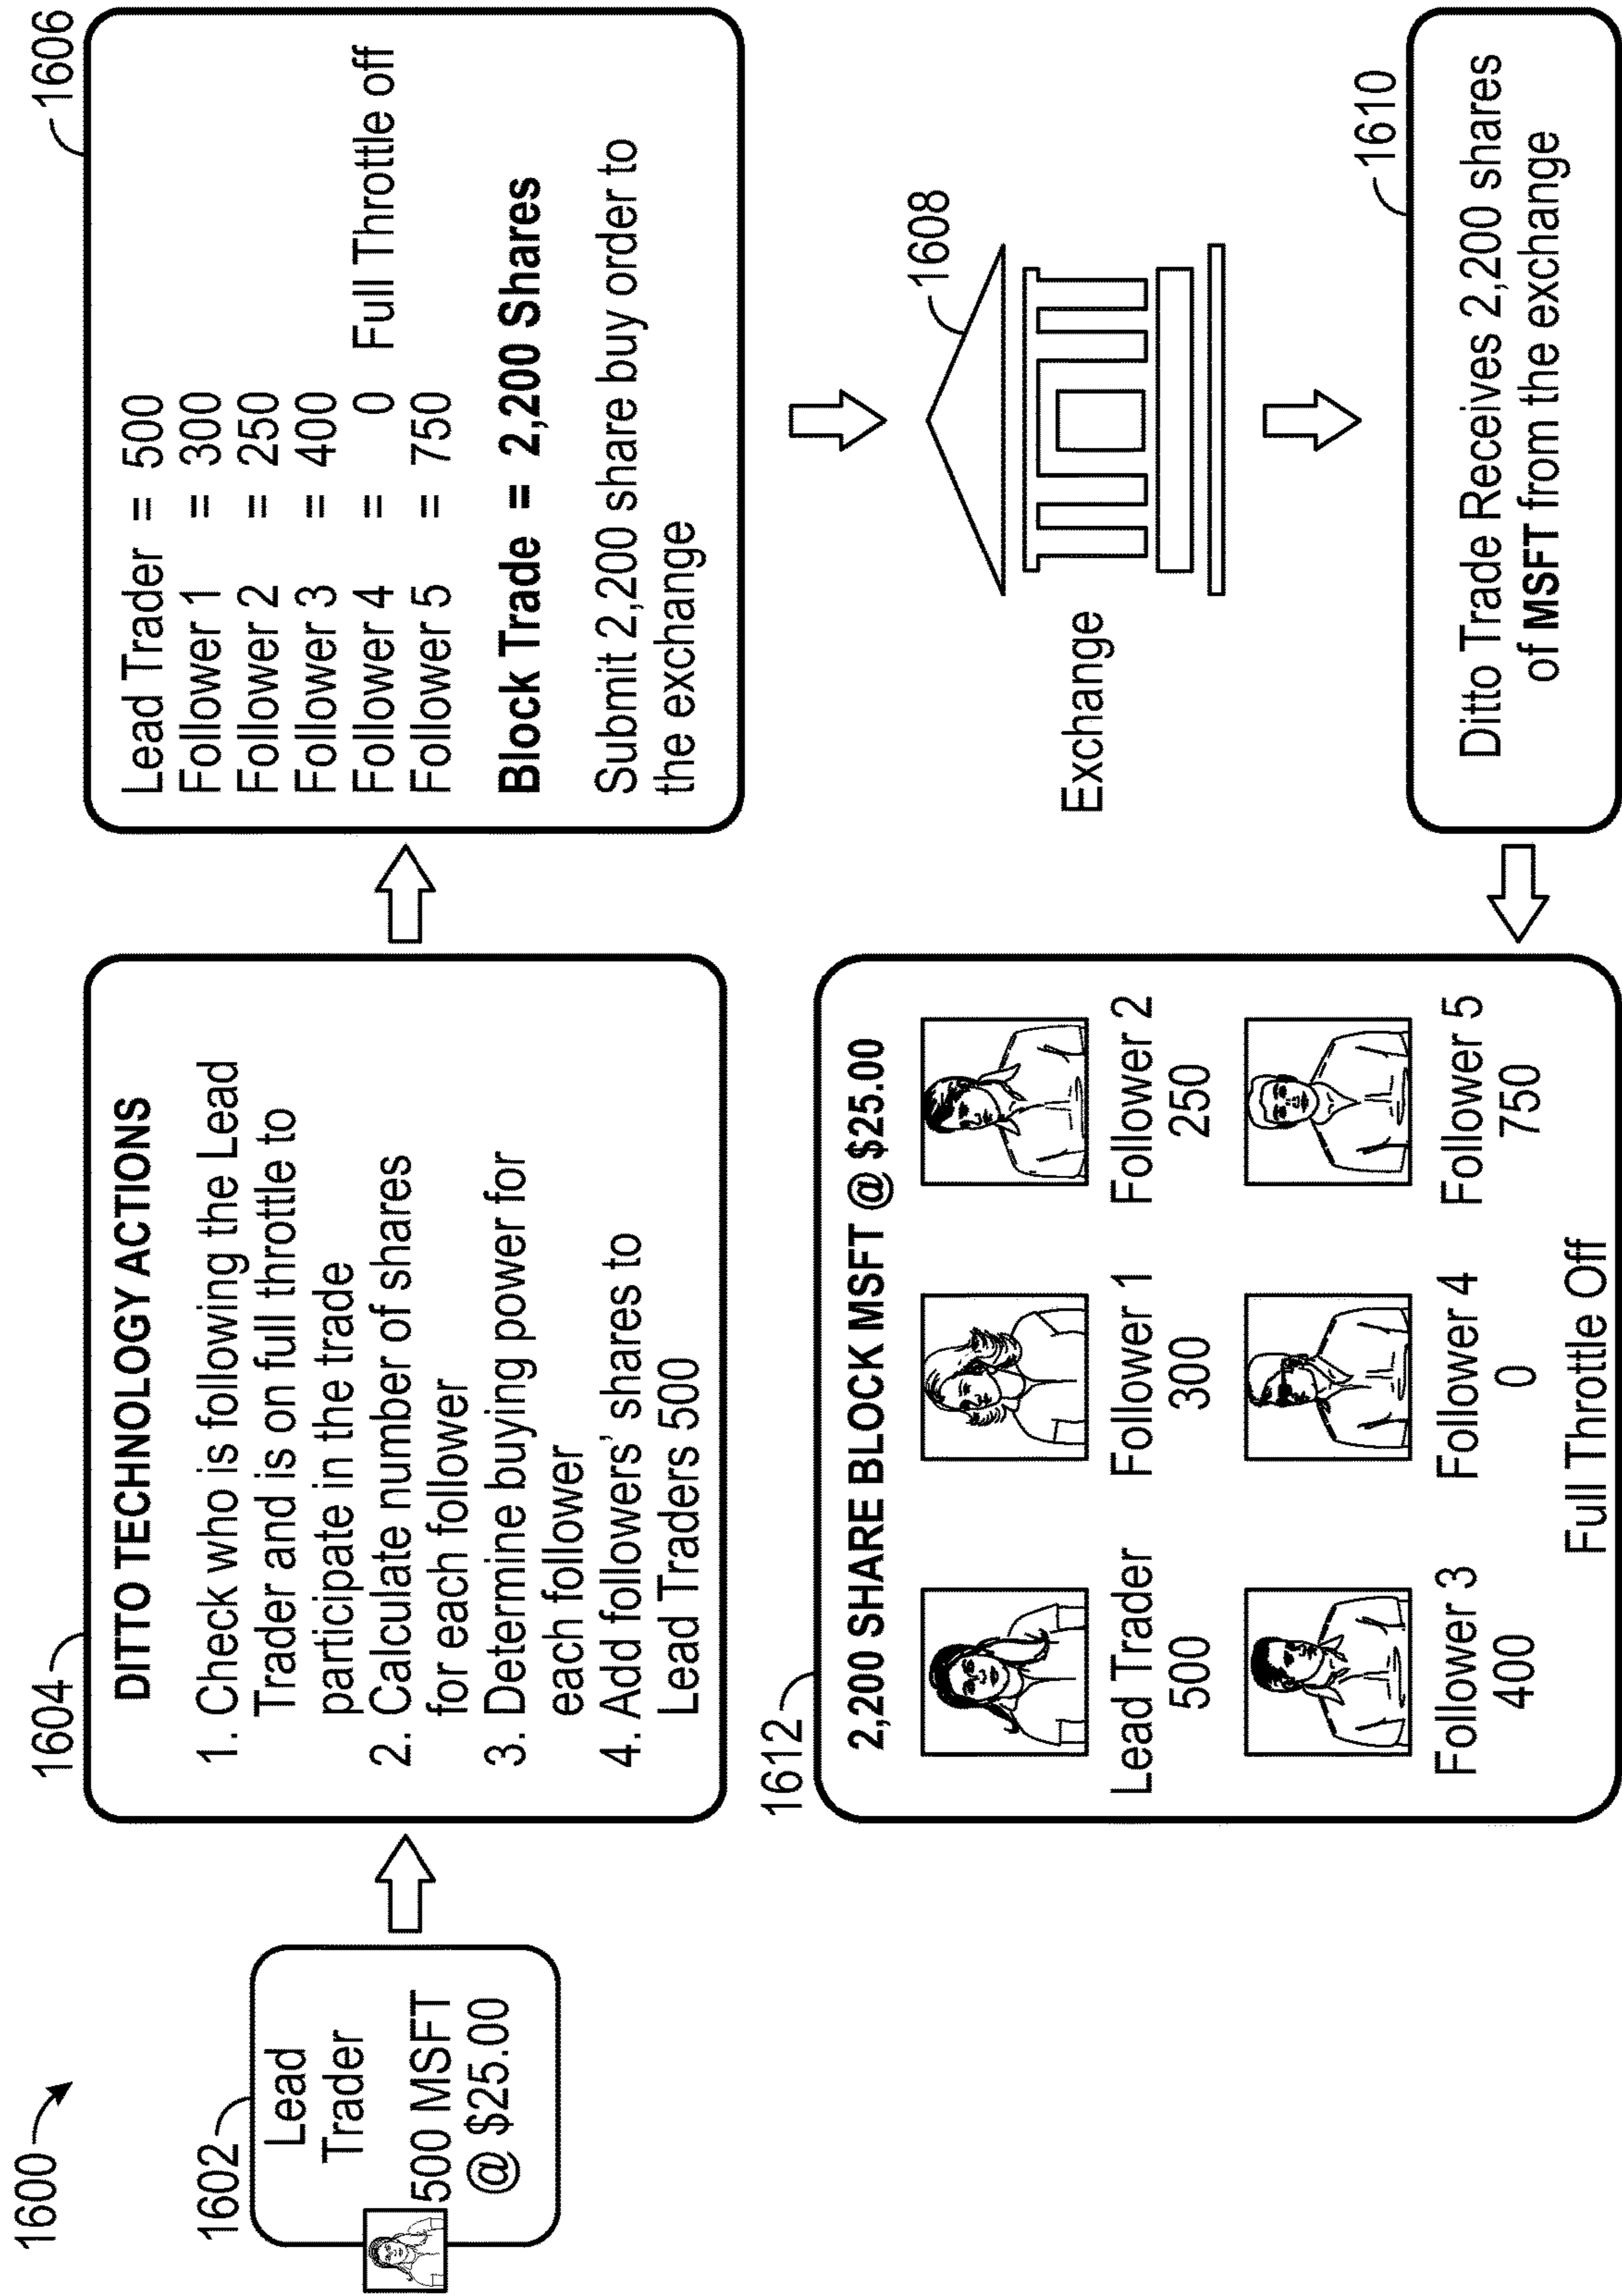 1600
1602
Lead
Trader
500 MSFT
@ $25.00
1604
DITTO TECHNOLOGY ACTIONS
1. Check who is following the Lead
Trader and is on full throttle to
participate in the trade
2. Calculate number of shares
for each follower
3. Determine buying power for
each follower
4. Add followers’ shares to
Lead Traders 500
1606
Lead Trader = 500
Follower 1 = 300
Follower 2 = 250
Follower 3 = 400
Follower 4 = 0 Full Throttle off
Follower 5 = 750
Block Trade = 2,200 Shares
Submit 2,200 share buy order to
the exchange
1608
Exchange
1610
Ditto Trade Receives 2,200 shares
of MSFT from the exchange
1612
2,200 SHARE BLOCK MSFT @ $25.00
Lead Trader
500
Follower 1
300
Follower 2
250
Follower 3
400
Follower 4
0
Full Throttle Off
Follower 5
750